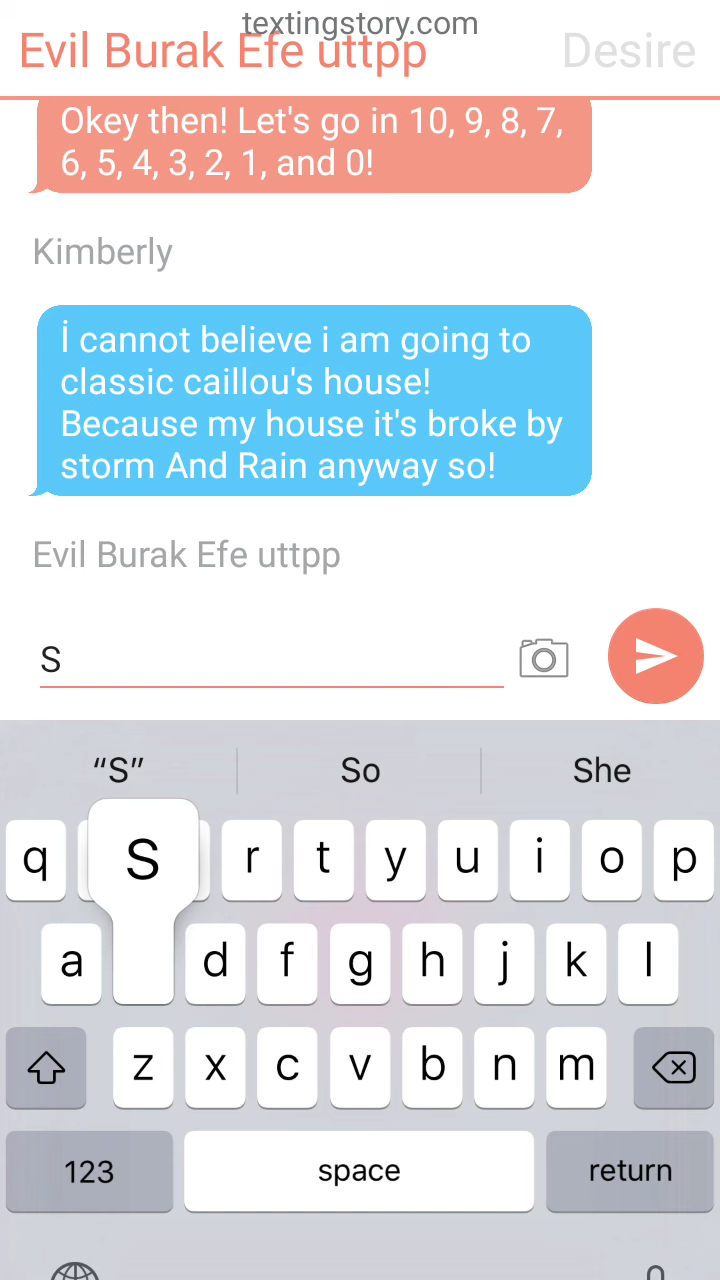 textingstory.com
Evil Burak Efe uttpp Desire
Okey then! Let's go in 10, 9, 8, 7,
6, 5, 4, 3, 2, 1, and 0!
Kimberly
İ cannot believe i am going to
classic caillou's house!
Because my house it's broke by
storm And Rain anyway so!
Evil Burak Efe uttpp
S
“S” So She
q S r t y u i o p
a d f g h j k l
z x c v b n m
123 space return